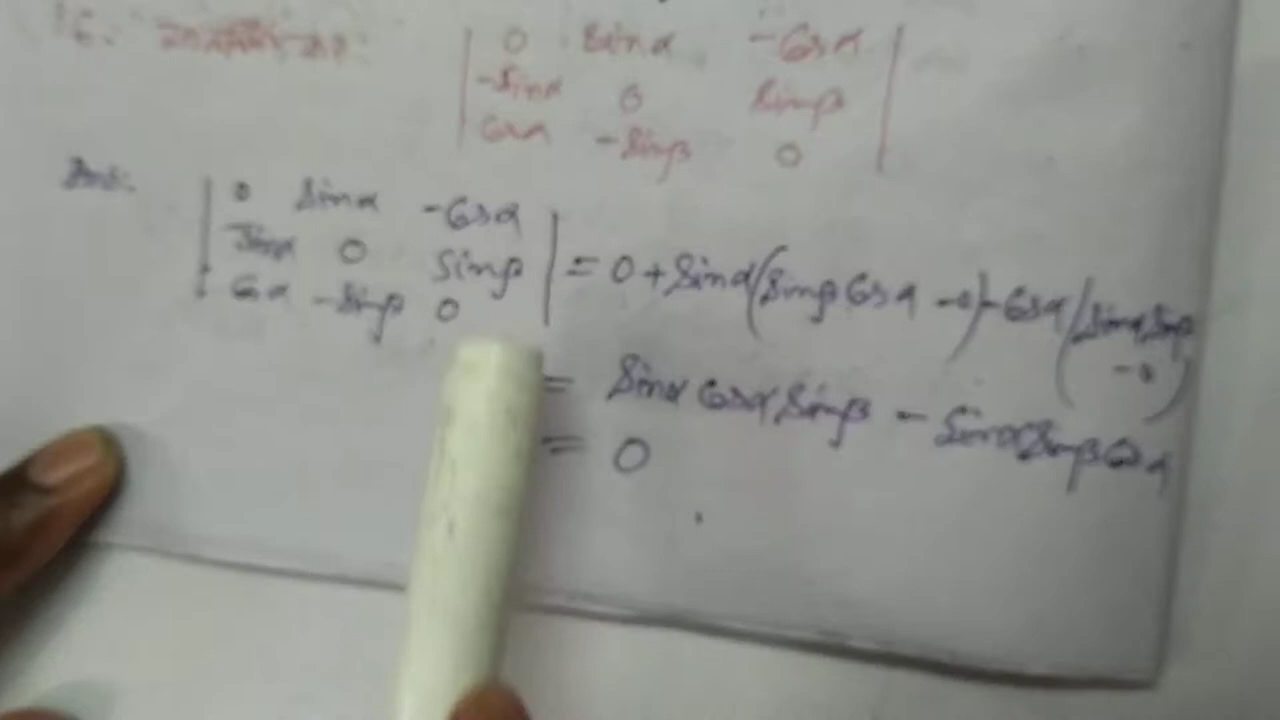 16.
| 0 sinα -Cosα |
| -sinα 0 sinβ |
| Cosα -sinβ 0 |
Ans:
| 0 sinα -Cosα |
| -sinα 0 sinβ | = 0 + sinα(sinβ Cosα - 0) - Cosα(sinα sinβ - 0)
| Cosα -sinβ 0 |
= sinα Cosα sinβ - sinα sinβ Cosα
= 0